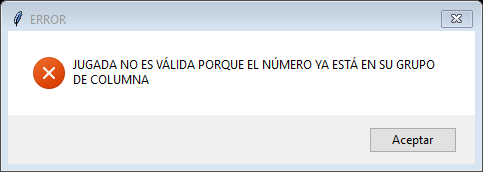 ERROR
JUGADA NO ES VÁLIDA PORQUE EL NÚMERO YA ESTÁ EN SU GRUPO
DE COLUMNA
Aceptar